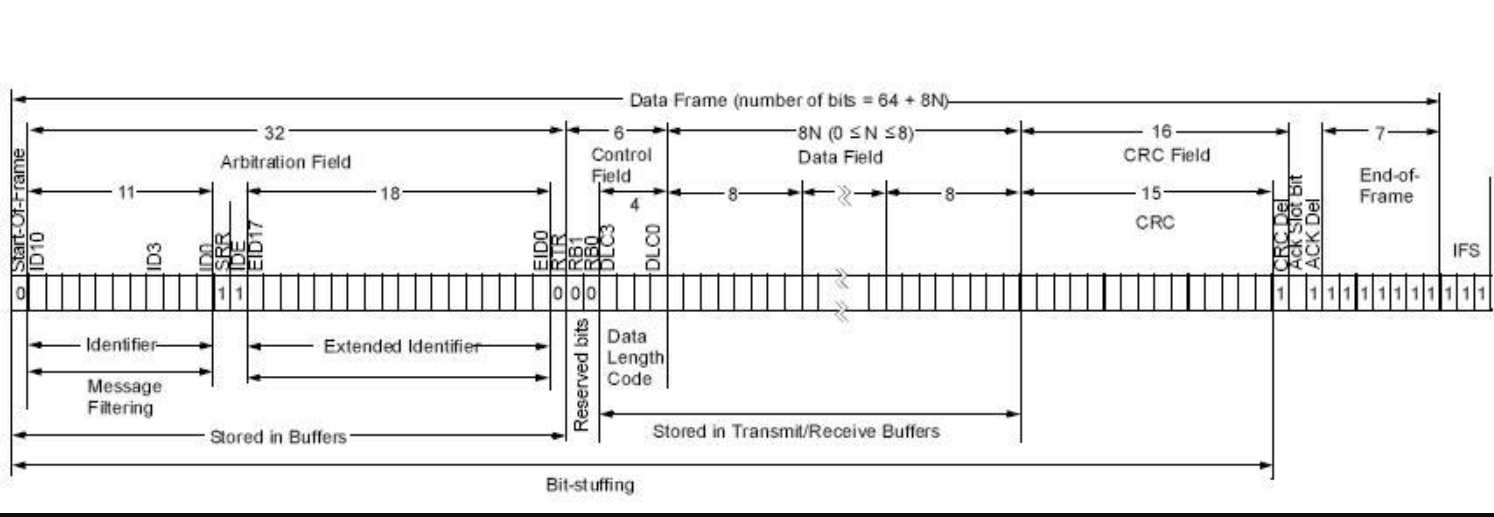 Data Frame (number of bits = 64 + 8N)
32
6
8N (0 ≤ N ≤ 8)
16
7
Arbitration Field
Control
Field
Data Field
CRC Field
End-of-
Frame
11
18
4
8
8
15
CRC
IFS
Start-Of-Frame
ID10
ID3
ID0
SRR
IDE
EID17
EID0
RTR
RB1
RB0
DLC3
DLC0
CRC Del
Ack Slot Bit
ACK Del
0 1 1 0 0 0 1 1 1 1 1 1 1 1 1 1 1 1
Identifier
Extended Identifier
Reserved bits
Data
Length
Code
Message
Filtering
Stored in Buffers
Stored in Transmit/Receive Buffers
Bit-stuffing